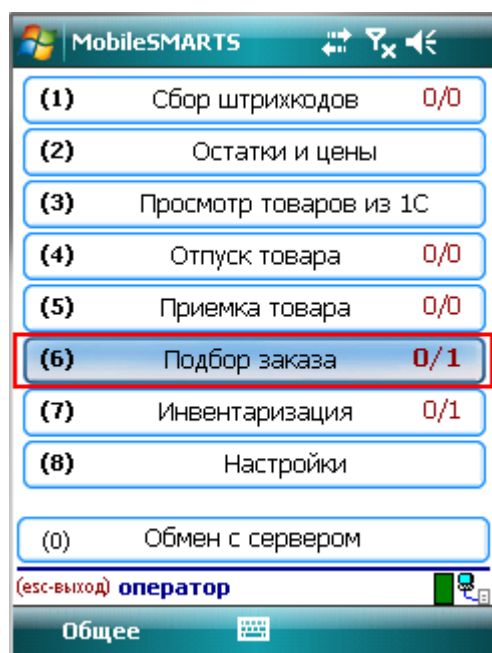 MobileSMARTS
(1) Сбор штрихкодов 0/0
(2) Остатки и цены
(3) Просмотр товаров из 1С
(4) Отпуск товара 0/0
(5) Приемка товара 0/0
(6) Подбор заказа 0/1
(7) Инвентаризация 0/1
(8) Настройки
(0) Обмен с сервером
(esc-выход) оператор
Общее